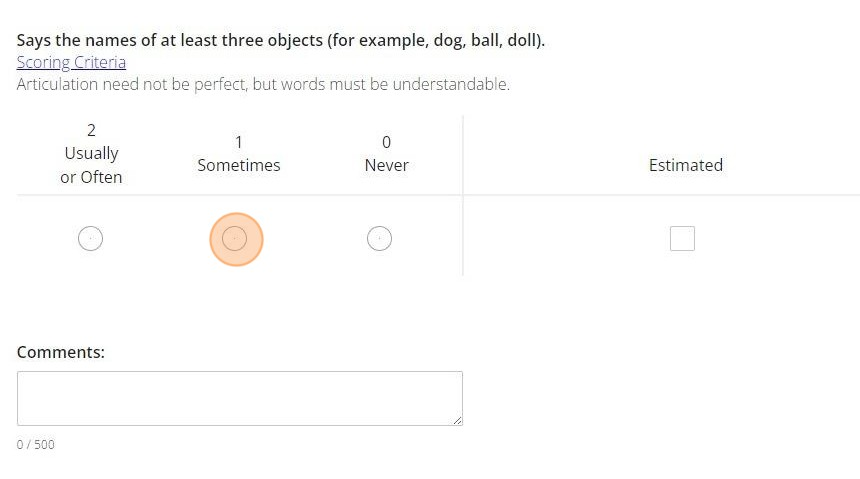 Says the names of at least three objects (for example, dog, ball, doll).
Scoring Criteria
Articulation need not be perfect, but words must be understandable.
2
Usually
or Often
1
Sometimes
0
Never
Estimated
Comments:
0 / 500